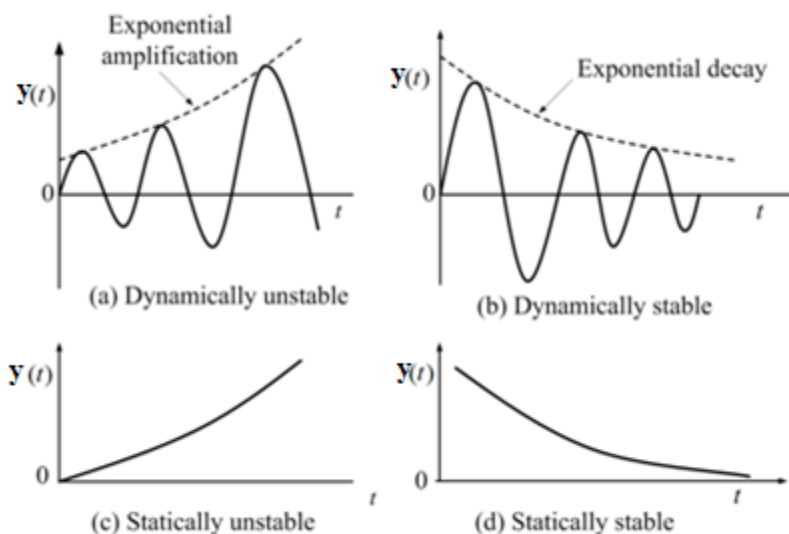 Exponential
amplification
y(t)
0
t
(a) Dynamically unstable
y(t)
Exponential decay
0
t
(b) Dynamically stable
y (t)
0
t
(c) Statically unstable
y(t)
0
t
(d) Statically stable